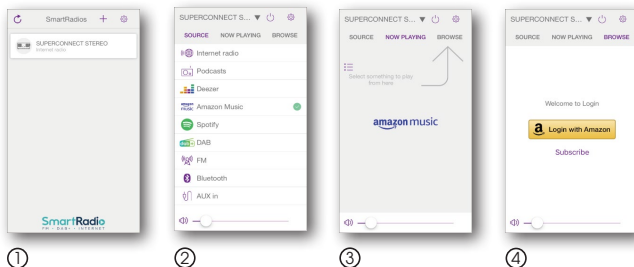 SmartRadios
SUPERCONNECT STEREO
Internet radio
SmartRadio
FM • DAB+ • INTERNET
①
SUPERCONNECT S... ▼
SOURCE NOW PLAYING BROWSE
Internet radio
Podcasts
Deezer
music
Amazon Music
Spotify
DAB
FM
Bluetooth
AUX in
②
SUPERCONNECT S... ▼
SOURCE NOW PLAYING BROWSE
Select something to play
from here
amazon music
③
SUPERCONNECT S... ▼
SOURCE NOW PLAYING BROWSE
Welcome to Login
a Login with Amazon
Subscribe
④